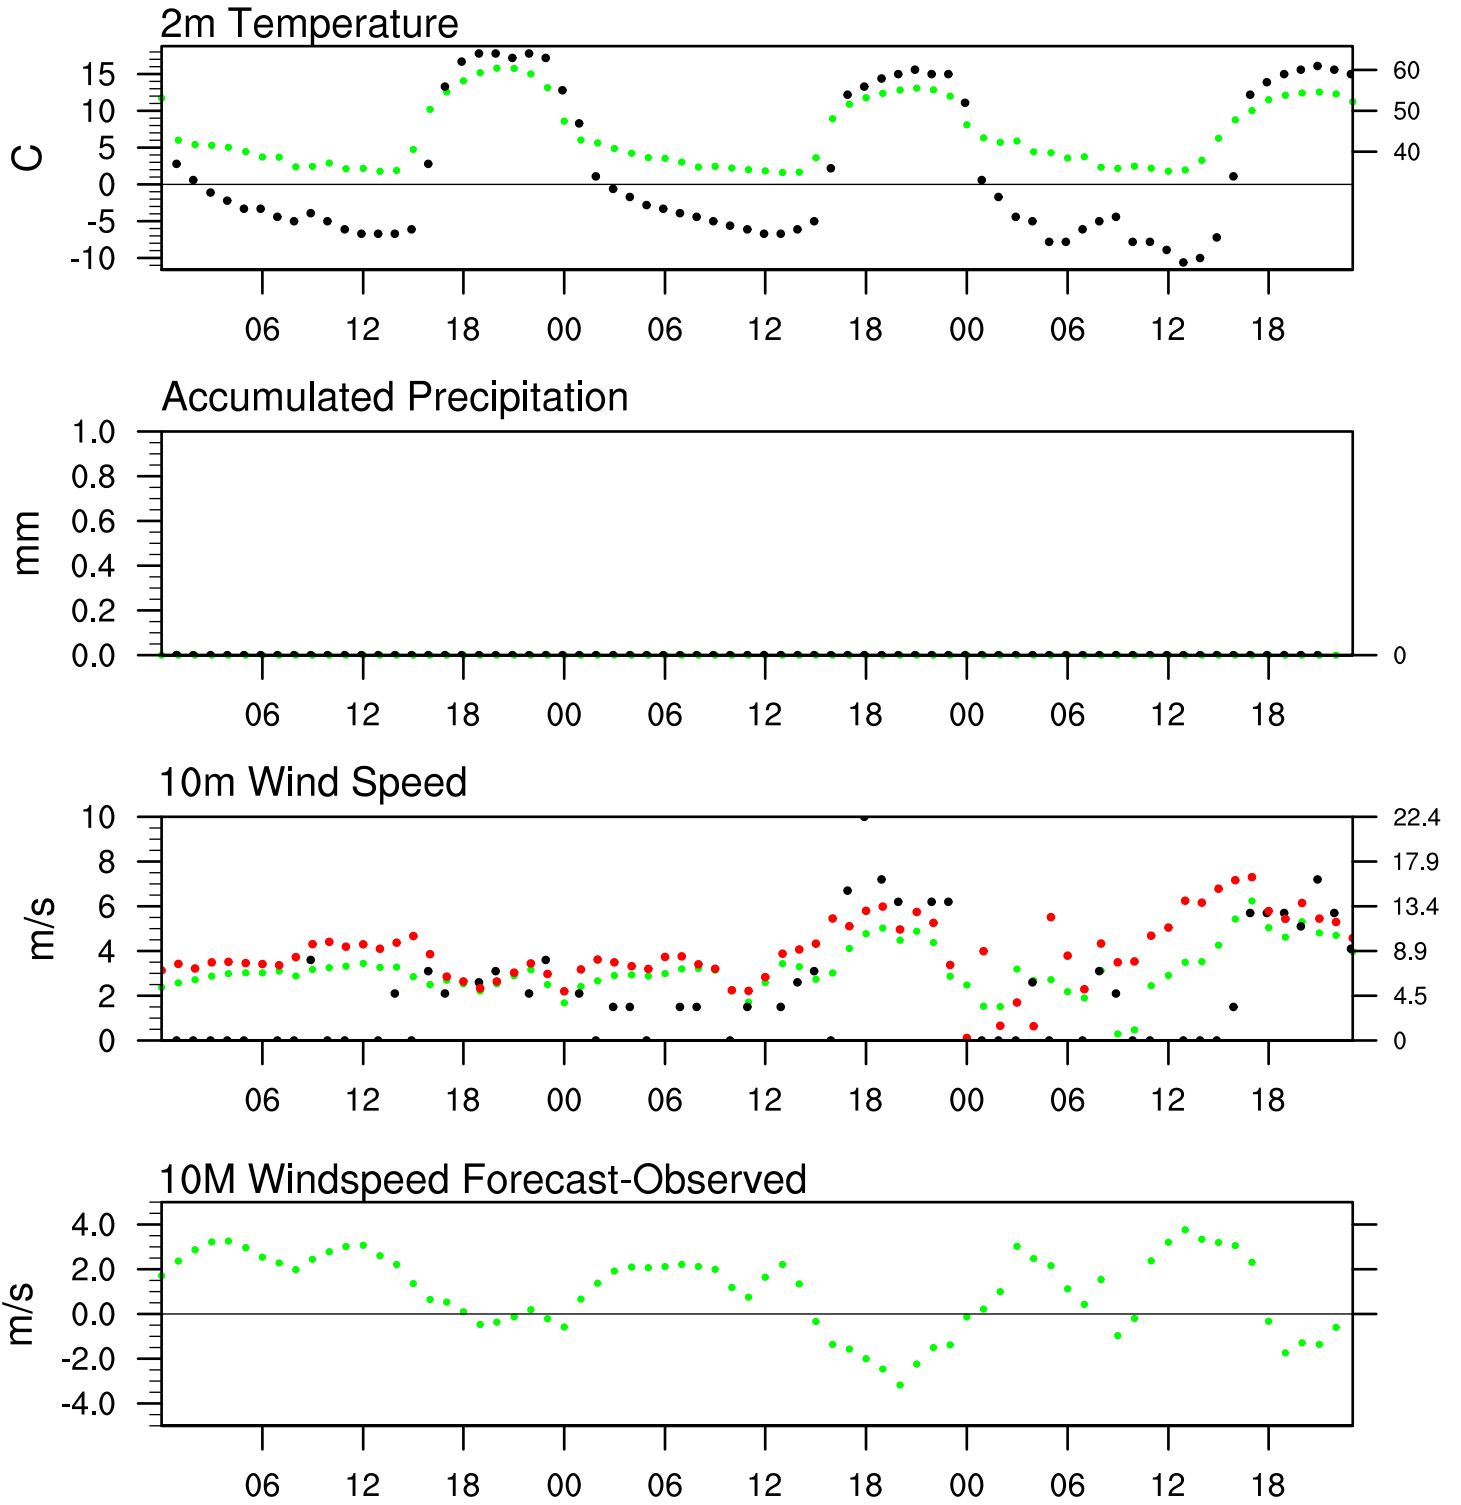 2m Temperature
15
10
5
0
-5
-10
C
60
50
40
06 12 18 00 06 12 18 00 06 12 18
Accumulated Precipitation
1.0
0.8
0.6
0.4
0.2
0.0
mm
0
06 12 18 00 06 12 18 00 06 12 18
10m Wind Speed
10
8
6
4
2
0
m/s
22.4
17.9
13.4
8.9
4.5
0
06 12 18 00 06 12 18 00 06 12 18
10M Windspeed Forecast-Observed
4.0
2.0
0.0
-2.0
-4.0
m/s
06 12 18 00 06 12 18 00 06 12 18